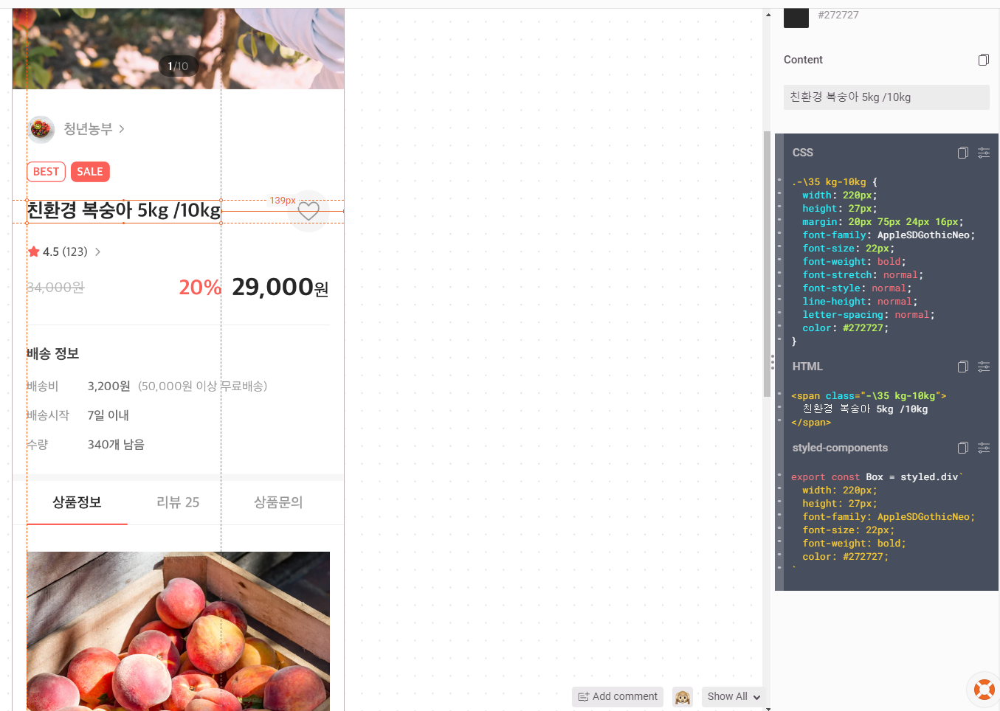 #272727
1/10
Content
친환경 복숭아 5kg /10kg
청년농부
BEST SALE
친환경 복숭아 5kg /10kg
139px
4.5 (123)
34,000원 20% 29,000원
배송 정보
배송비 3,200원 (50,000원 이상 무료배송)
배송시작 7일 이내
수량 340개 남음
상품정보 리뷰 25 상품문의
CSS
.-\35 kg-10kg {
width: 220px;
height: 27px;
margin: 20px 75px 24px 16px;
font-family: AppleSDGothicNeo;
font-size: 22px;
font-weight: bold;
font-stretch: normal;
font-style: normal;
line-height: normal;
letter-spacing: normal;
color: #272727;
}
HTML
<span class="-\35 kg-10kg">
친환경 복숭아 5kg /10kg
</span>
styled-components
export const Box = styled.div`
width: 220px;
height: 27px;
font-family: AppleSDGothicNeo;
font-size: 22px;
font-weight: bold;
color: #272727;
`
Add comment
Show All